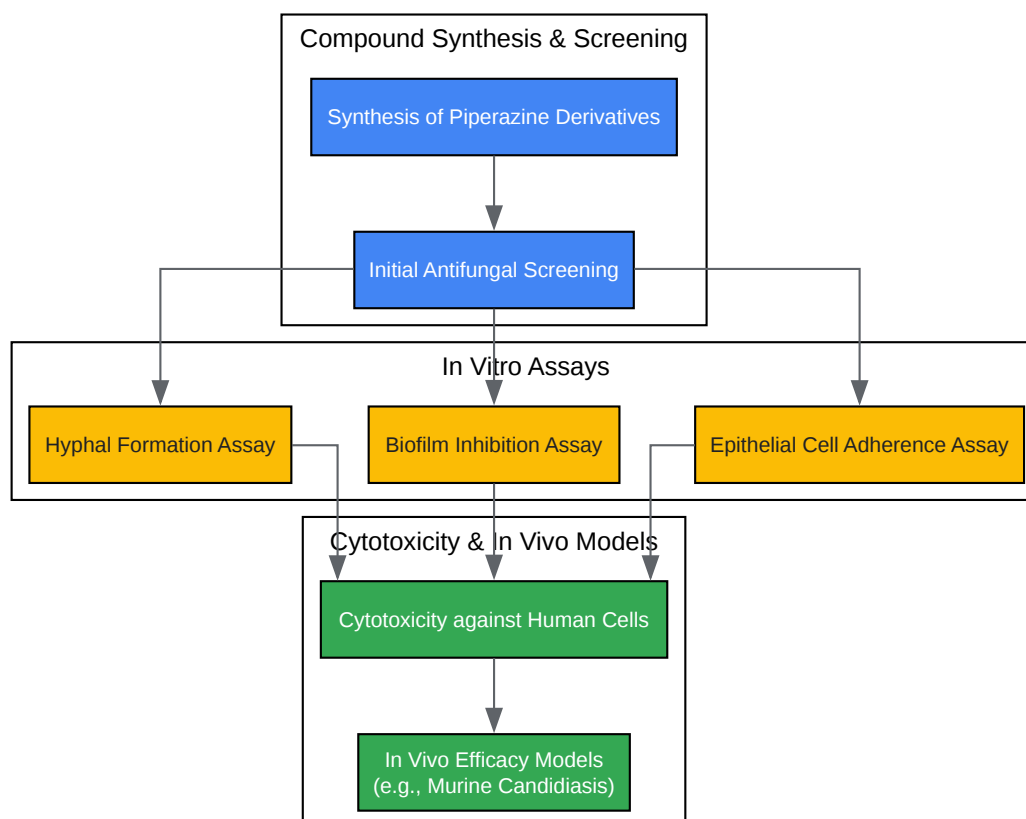 Compound Synthesis & Screening
Synthesis of Piperazine Derivatives
Initial Antifungal Screening
In Vitro Assays
Hyphal Formation Assay
Biofilm Inhibition Assay
Epithelial Cell Adherence Assay
Cytotoxicity & In Vivo Models
Cytotoxicity against Human Cells
In Vivo Efficacy Models
(e.g., Murine Candidiasis)